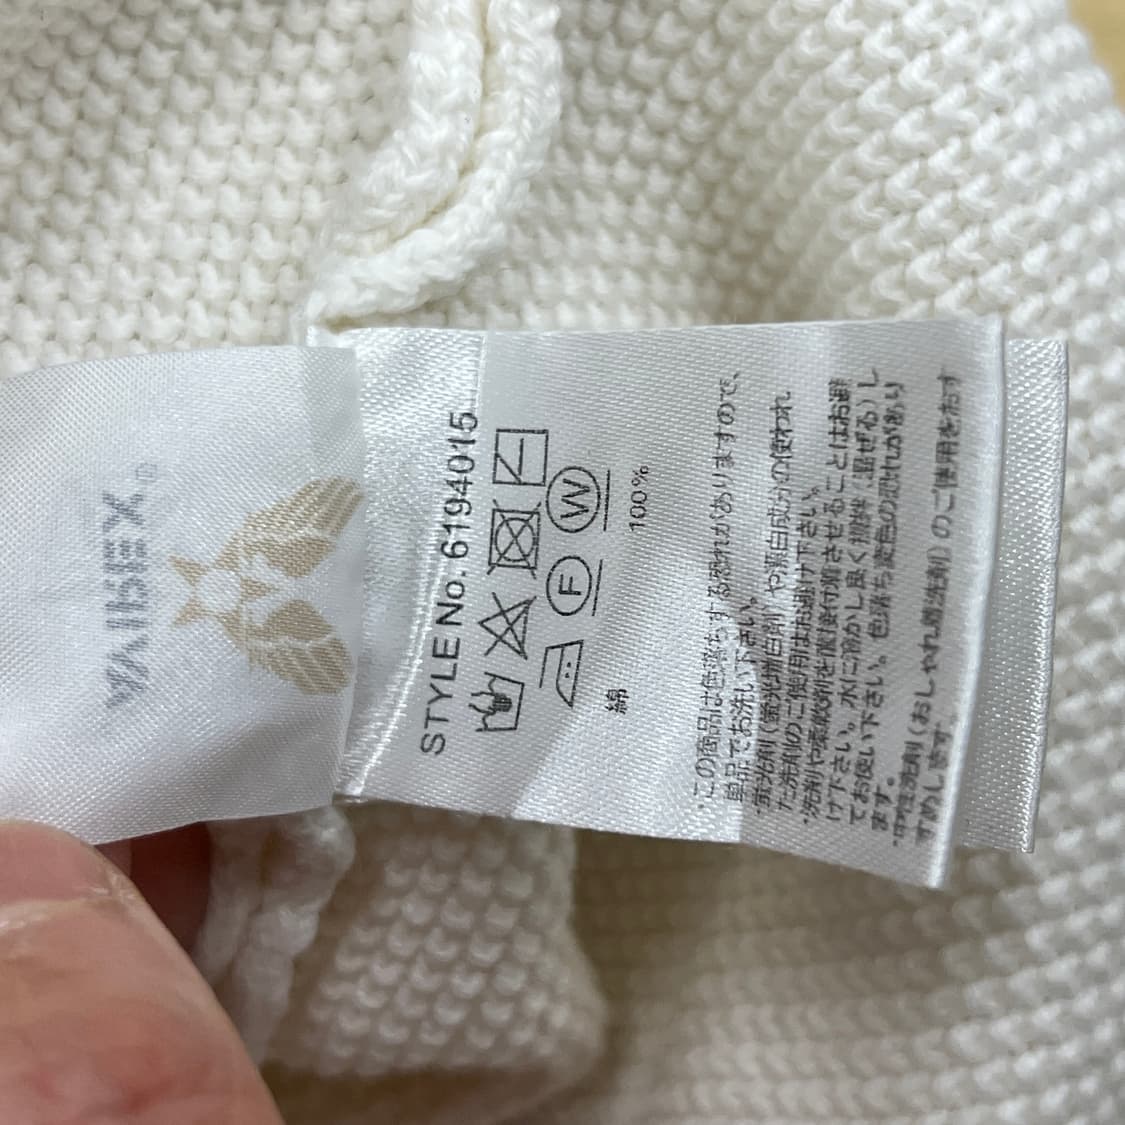 AVIREX
STYLE No. 6194015
綿 100%
・この商品は色落ちする恐れがありますので、
単品でお洗い下さい。
・蛍光剤(蛍光増白剤)や漂白成分の使われ
た洗剤のご使用はお避け下さい。
・洗剤や柔軟剤を直接付着させることはお避
け下さい。水に溶かし良く攪拌(混ぜる)し
てお使い下さい。色落ち変色の恐れがあり
ます。
・中性洗剤(おしゃれ着洗剤)のご使用をおす
すめします。